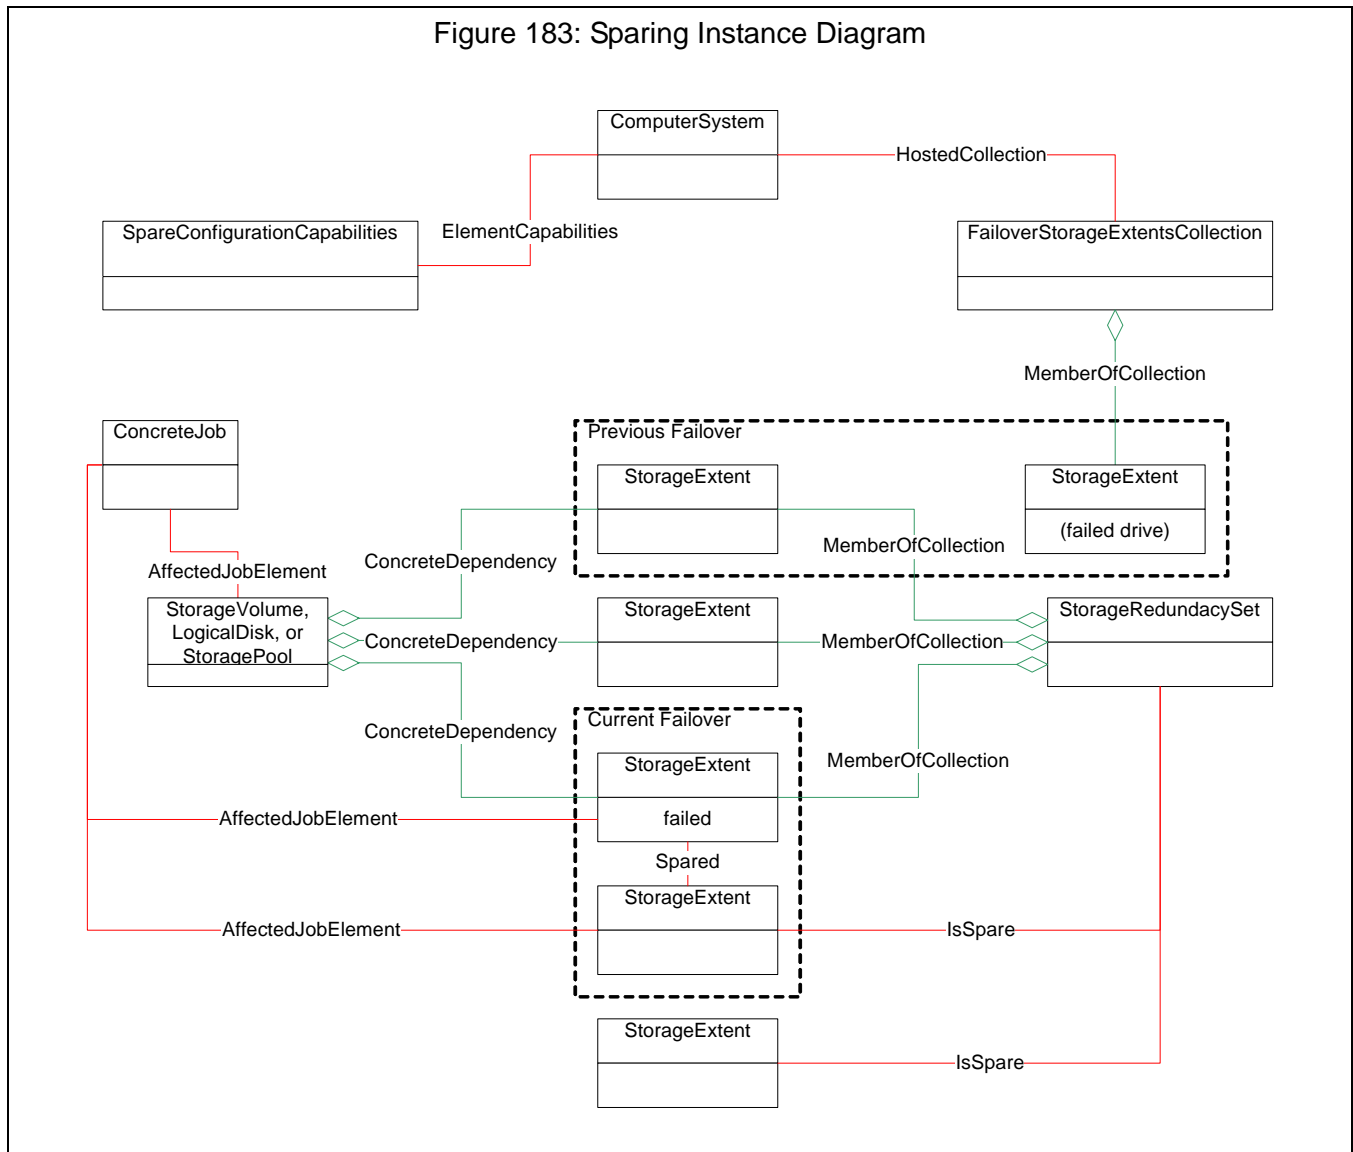 Figure 183: Sparing Instance Diagram
ComputerSystem
HostedCollection
SpareConfigurationCapabilities
ElementCapabilities
FailoverStorageExtentsCollection
MemberOfCollection
ConcreteJob
Previous Failover
StorageExtent
StorageExtent
(failed drive)
MemberOfCollection
ConcreteDependency
AffectedJobElement
StorageVolume,
LogicalDisk, or
StoragePool
StorageExtent
StorageRedundacySet
ConcreteDependency
MemberOfCollection
Current Failover
ConcreteDependency
StorageExtent
MemberOfCollection
AffectedJobElement
failed
Spared
StorageExtent
AffectedJobElement
IsSpare
StorageExtent
IsSpare